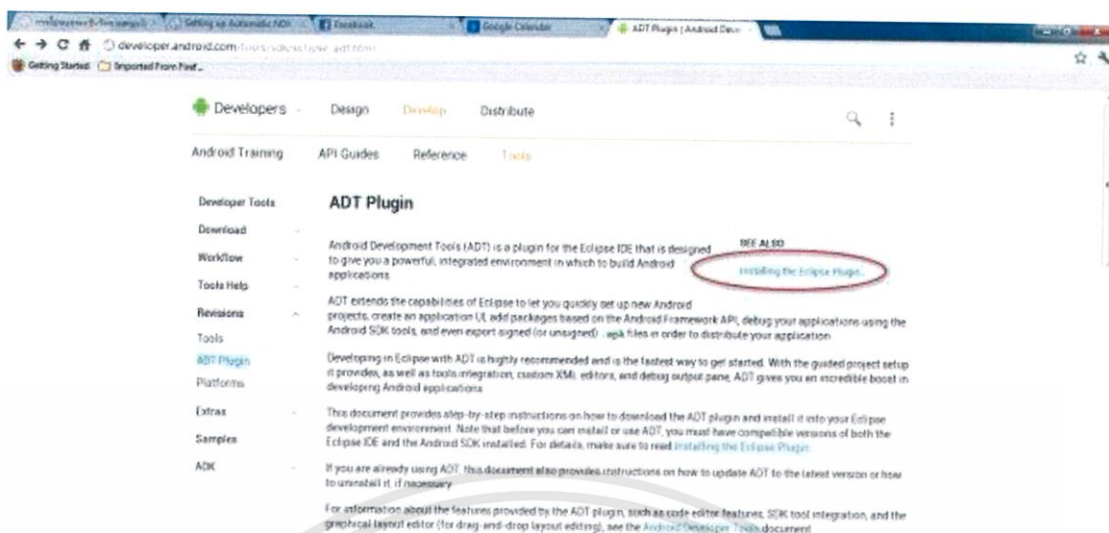 Setting up Automatic NDK
Facebook
Google Calendar
ADT Plugin | Android Deve
developer.android.com
Getting Started
Imported From Firef...
Developers
Design
Develop
Distribute
Android Training
API Guides
Reference
Tools
Developer Tools
Download
Workflow
Tools Help
Revisions
Tools
ADT Plugin
Platforms
Extras
Samples
ADK
ADT Plugin
SEE ALSO
Installing the Eclipse Plugin
Android Development Tools (ADT) is a plugin for the Eclipse IDE that is designed
to give you a powerful, integrated environment in which to build Android
applications.
ADT extends the capabilities of Eclipse to let you quickly set up new Android
projects, create an application UI, add packages based on the Android Framework API, debug your applications using the
Android SDK tools, and even export signed (or unsigned) .apk files in order to distribute your application.
Developing in Eclipse with ADT is highly recommended and is the fastest way to get started. With the guided project setup
it provides, as well as tools integration, custom XML editors, and debug output pane, ADT gives you an incredible boost in
developing Android applications.
This document provides step-by-step instructions on how to download the ADT plugin and install it into your Eclipse
development environment. Note that before you can install or use ADT, you must have compatible versions of both the
Eclipse IDE and the Android SDK installed. For details, make sure to read Installing the Eclipse Plugin.
If you are already using ADT, this document also provides instructions on how to update ADT to the latest version or how
to uninstall it, if necessary.
For information about the features provided by the ADT plugin, such as code editor features, SDK tool integration, and the
graphical layout editor (for drag-and-drop layout editing), see the Android Developer Tools document.